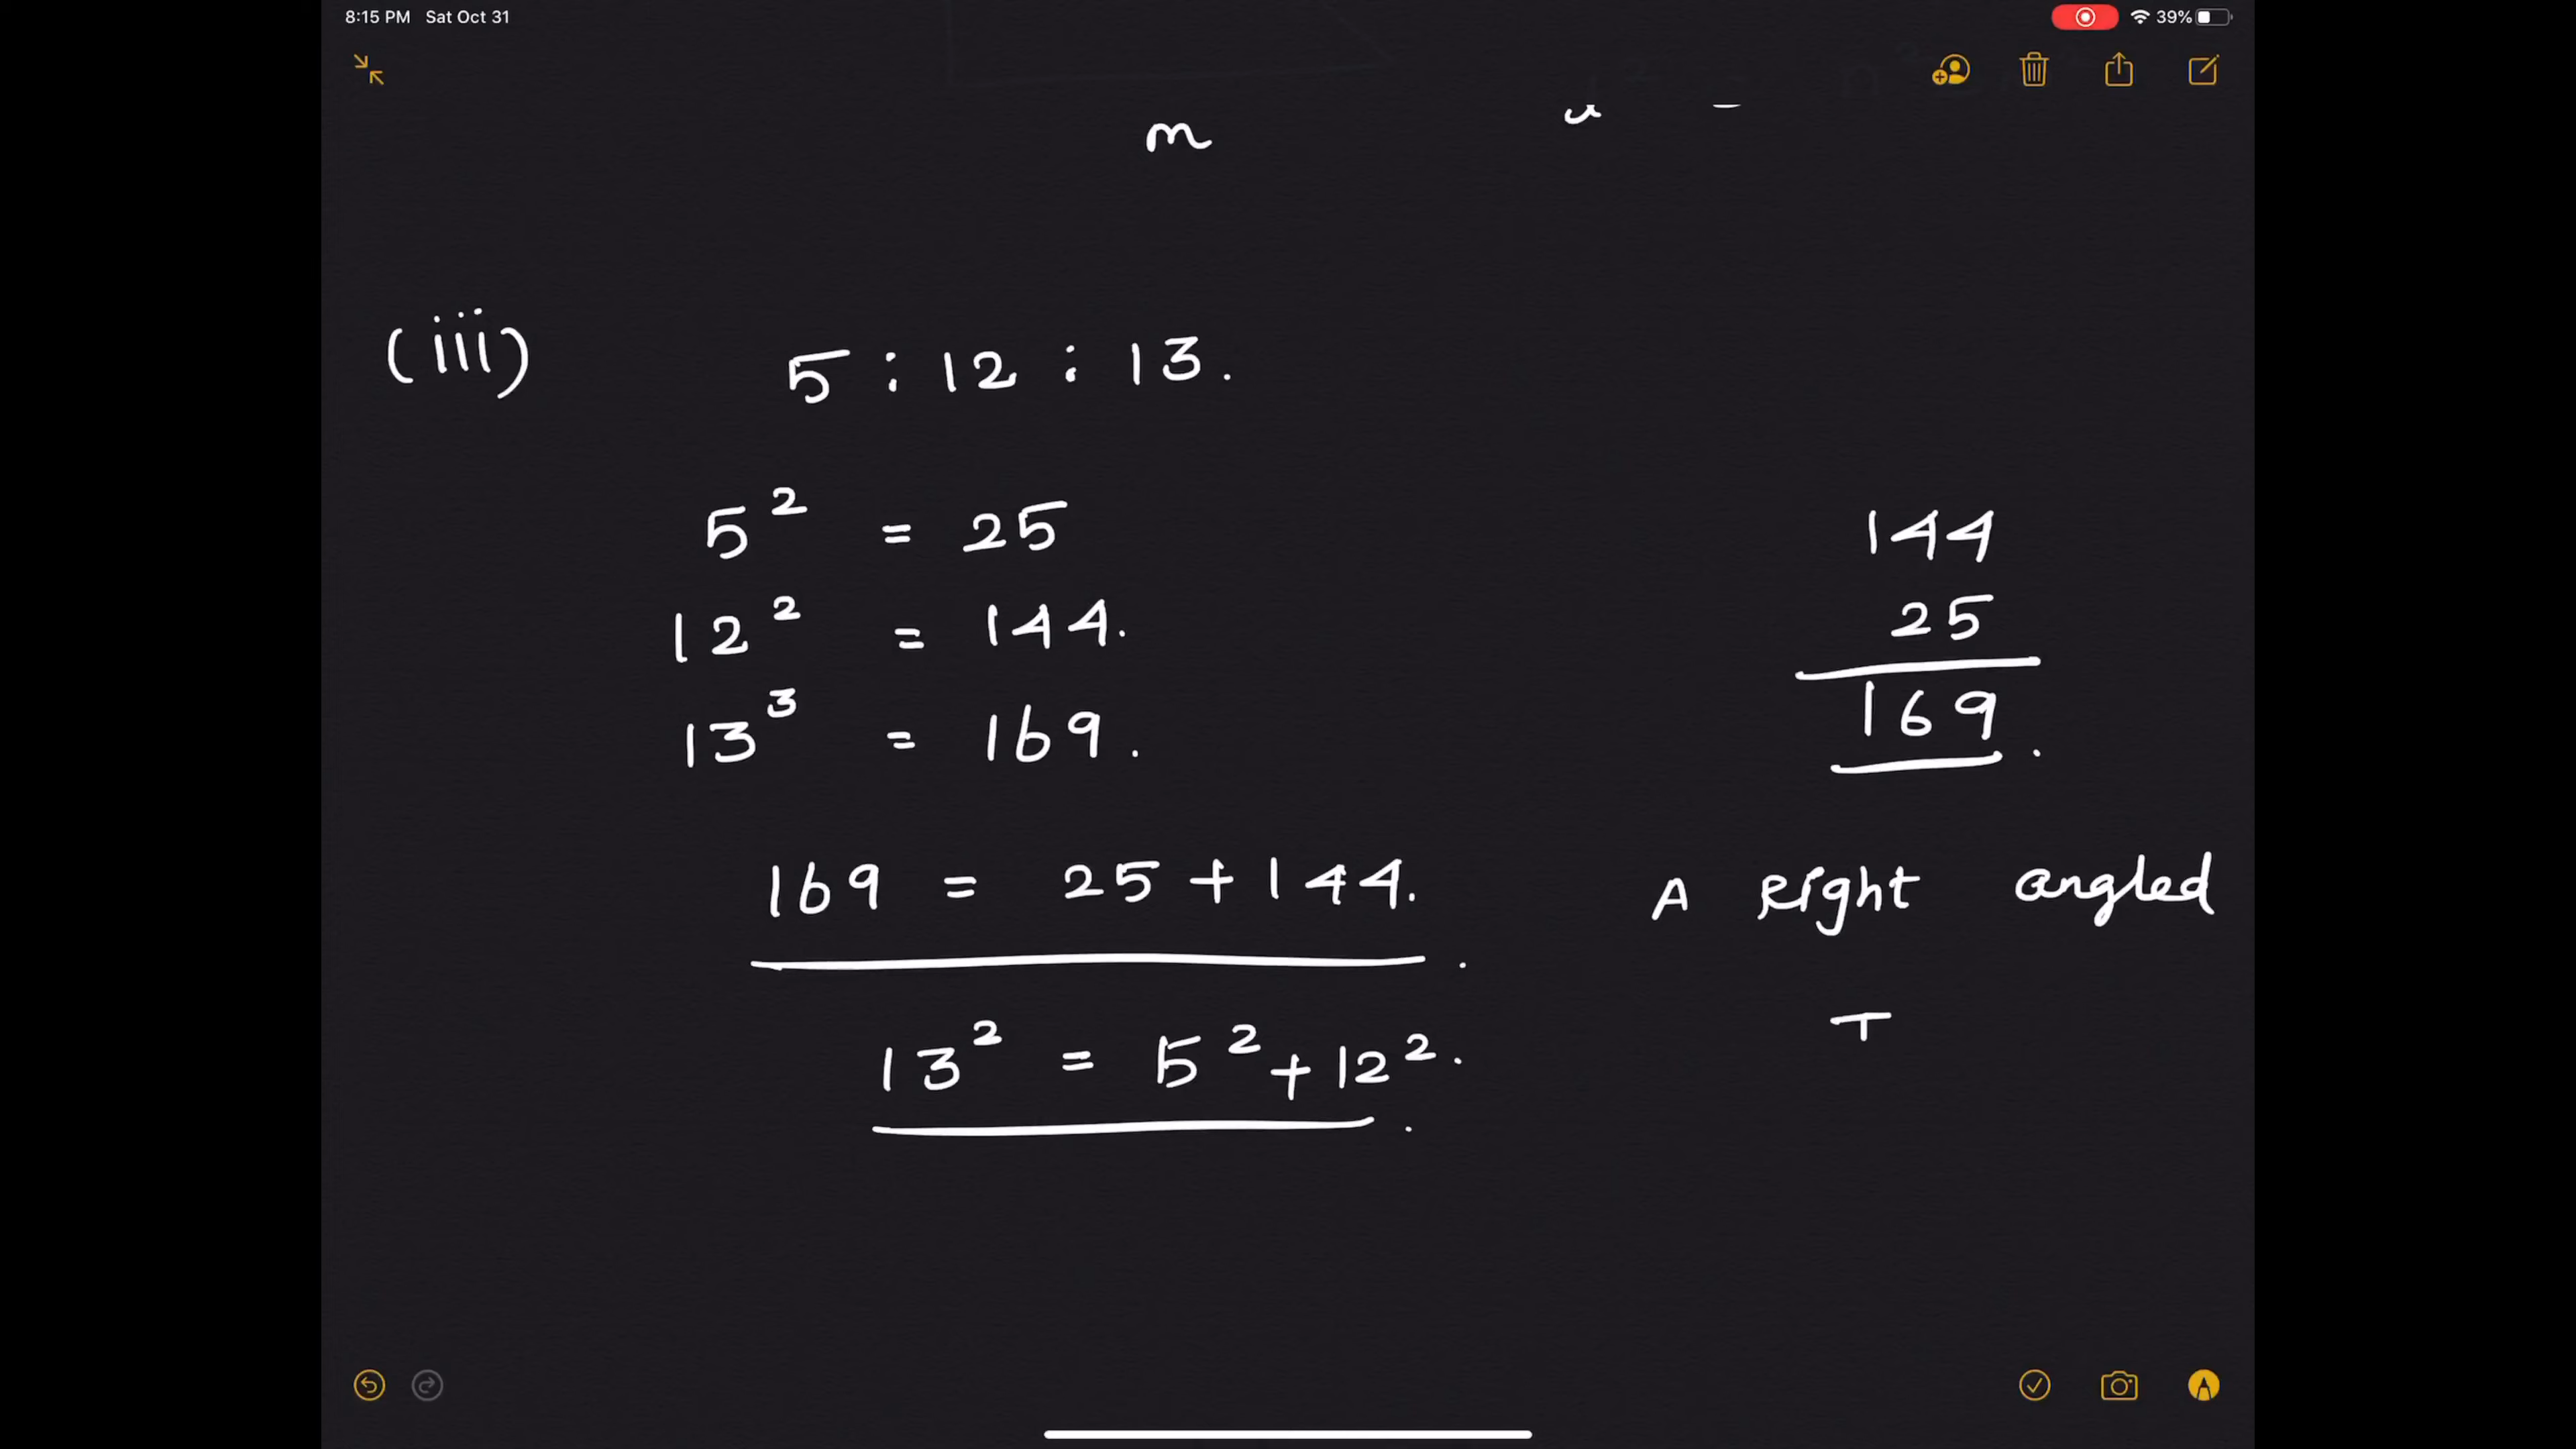 8:15 PM Sat Oct 31 39%
m
(iii) 5 : 12 : 13.
5² = 25
12² = 144.
13³ = 169.
144
25
169.
169 = 25 + 144.
13² = 5² + 12².
A Right angled
T